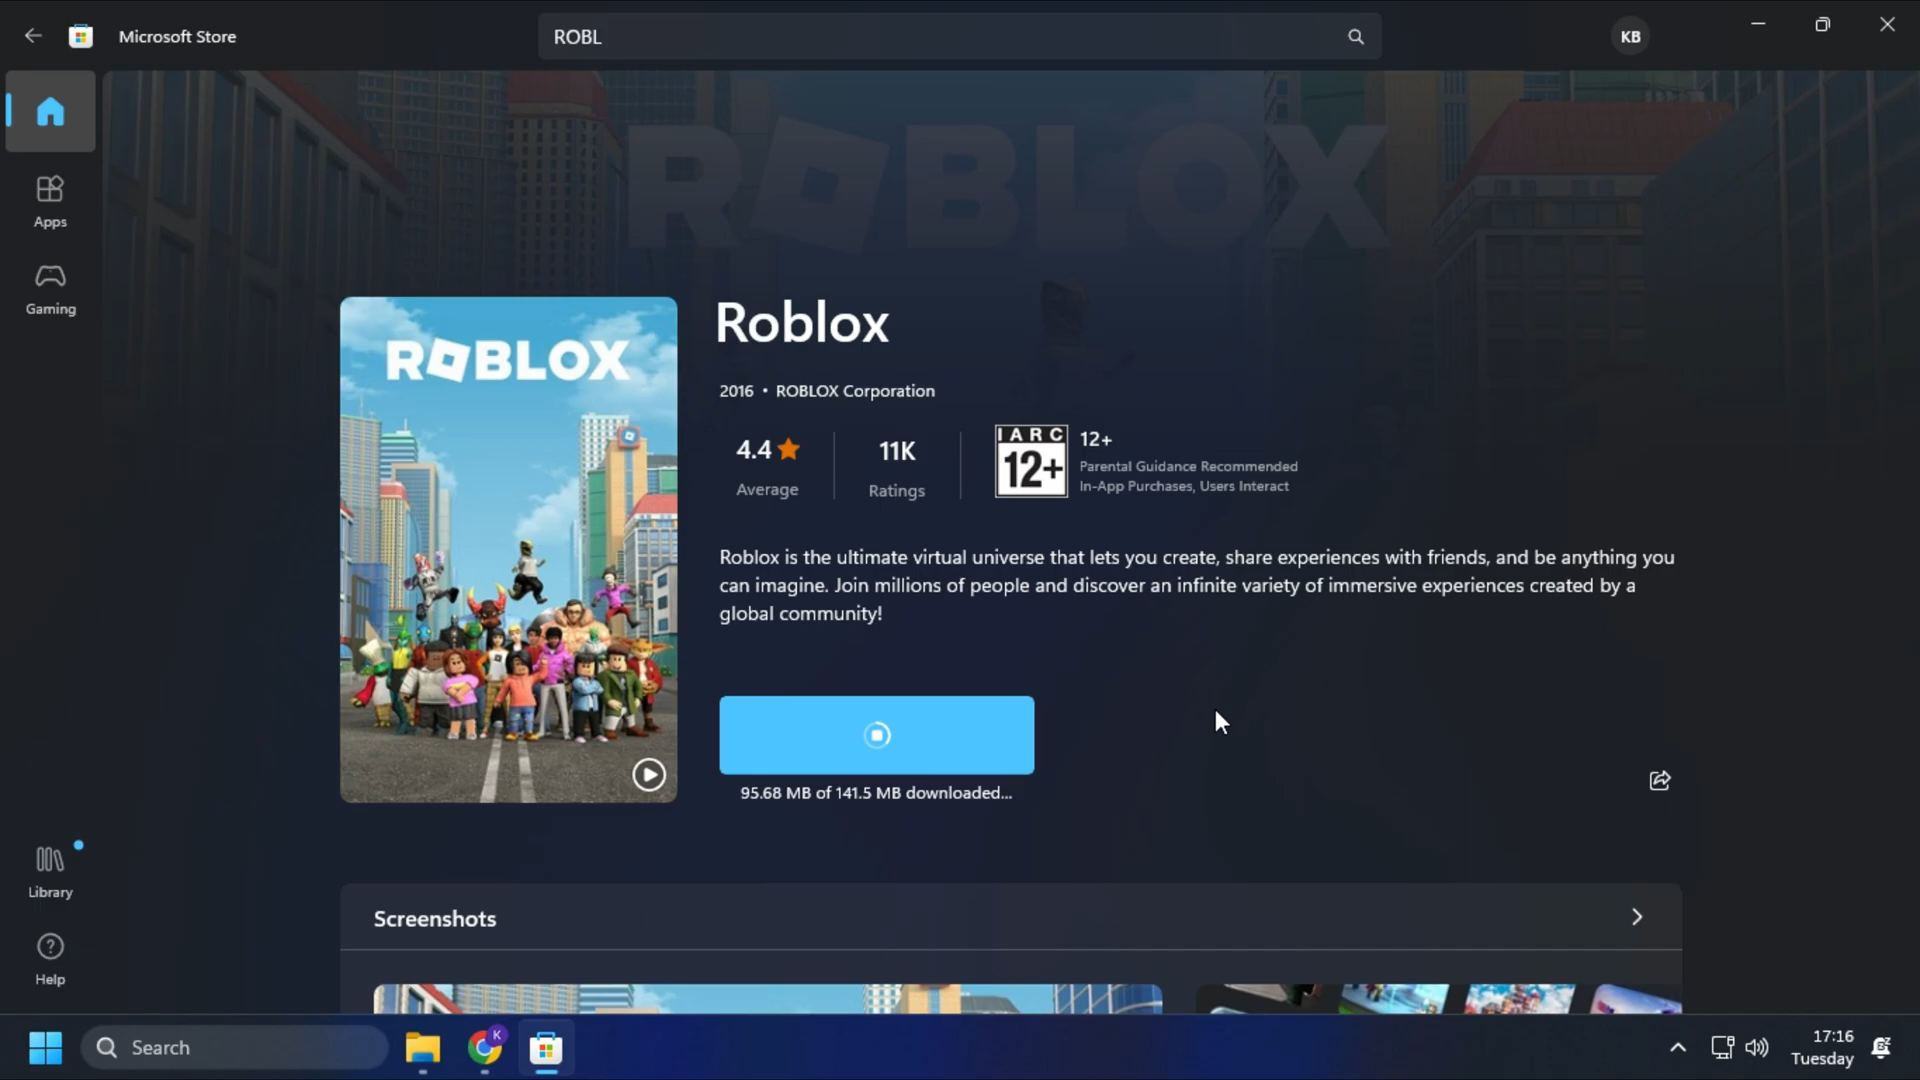 Microsoft Store
ROBL
KB
Apps
Gaming
ROBLOX
ROBLOX
Roblox
2016 • ROBLOX Corporation
4.4
Average
11K
Ratings
IARC
12+
12+
Parental Guidance Recommended
In-App Purchases, Users Interact
Roblox is the ultimate virtual universe that lets you create, share experiences with friends, and be anything you
can imagine. Join millions of people and discover an infinite variety of immersive experiences created by a
global community!
95.68 MB of 141.5 MB downloaded...
Library
Help
Screenshots
Search
K
17:16
Tuesday